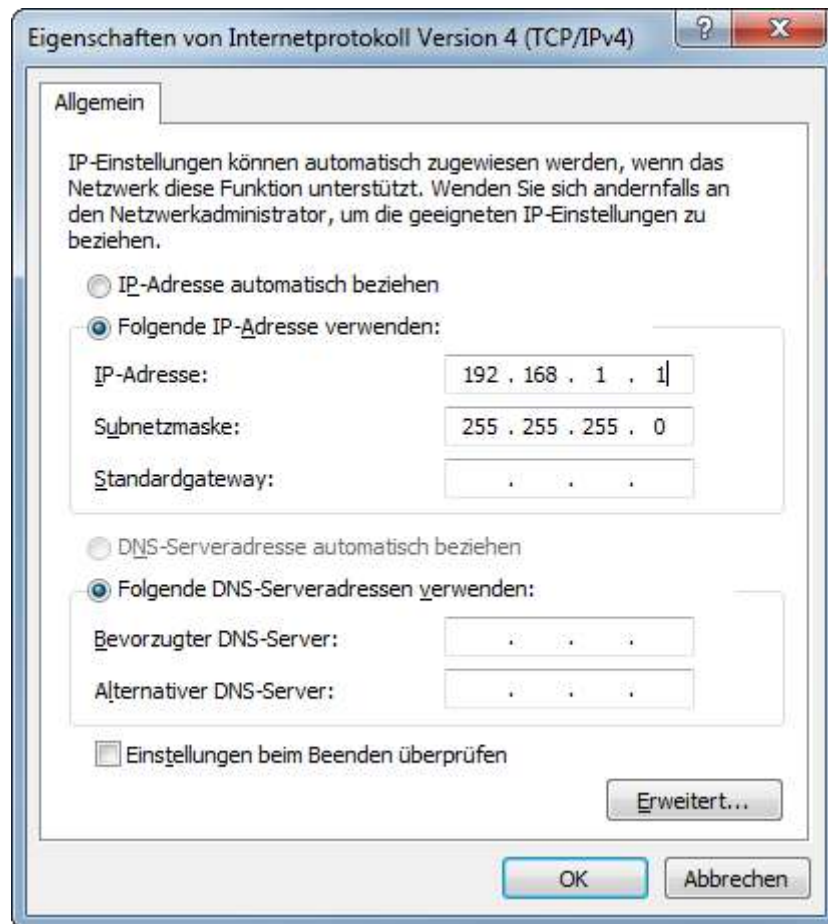 Eigenschaften von Internetprotokoll Version 4 (TCP/IPv4)
?
Allgemein
IP-Einstellungen können automatisch zugewiesen werden, wenn das
Netzwerk diese Funktion unterstützt. Wenden Sie sich andernfalls an
den Netzwerkadministrator, um die geeigneten IP-Einstellungen zu
beziehen.
IP-Adresse automatisch beziehen
Folgende IP-Adresse verwenden:
IP-Adresse: 192 . 168 . 1 . 1
Subnetzmaske: 255 . 255 . 255 . 0
Standardgateway: . . .
DNS-Serveradresse automatisch beziehen
Folgende DNS-Serveradressen verwenden:
Bevorzugter DNS-Server: . . .
Alternativer DNS-Server: . . .
Einstellungen beim Beenden überprüfen
Erweitert...
OK Abbrechen